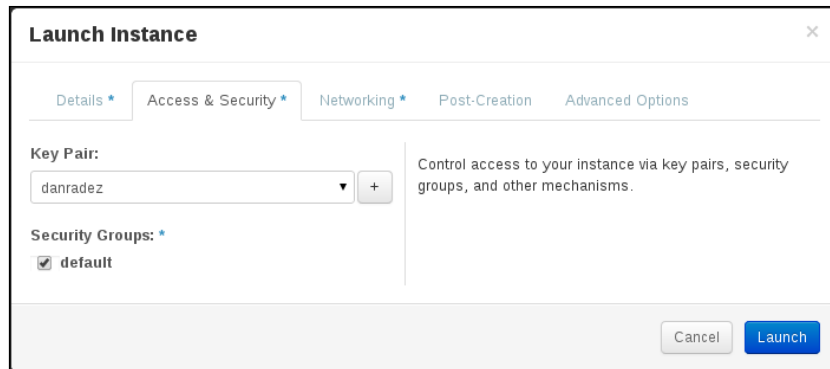 Launch Instance ×
Details * Access & Security * Networking * Post-Creation Advanced Options
Key Pair:
danradez +
Security Groups: *
default
Control access to your instance via key pairs, security
groups, and other mechanisms.
Cancel Launch